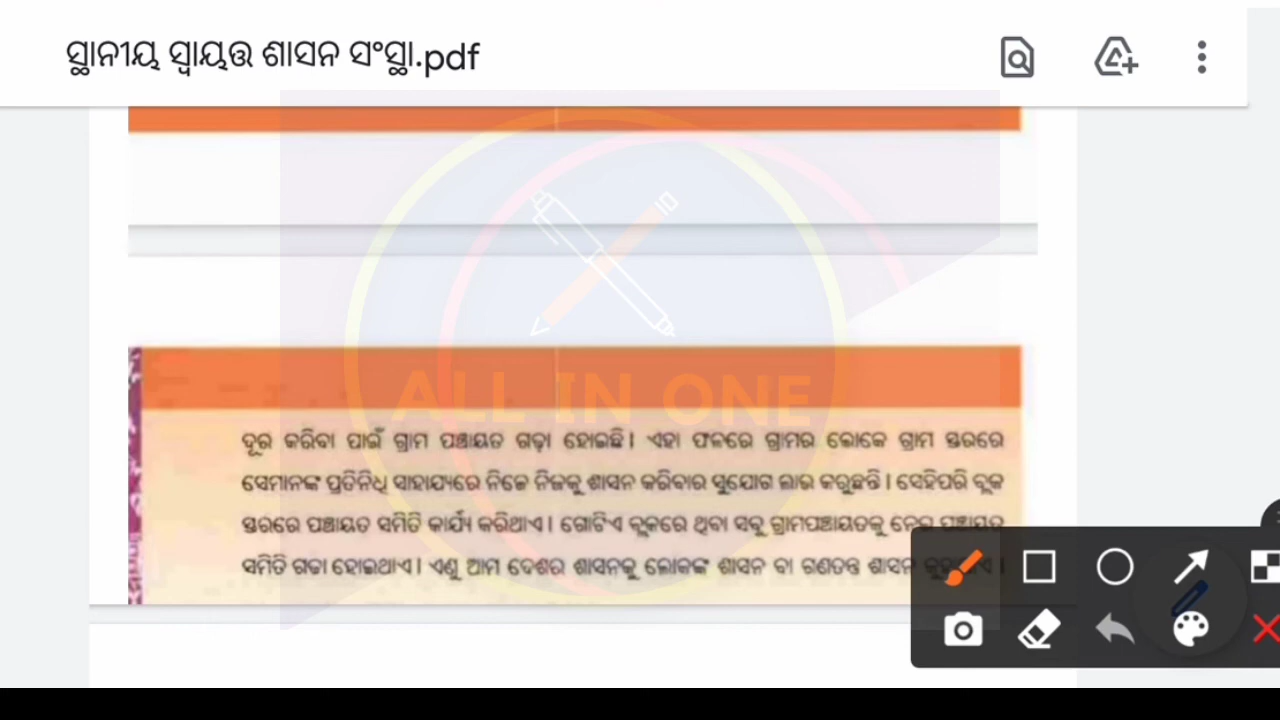 ସ୍ଥାନୀୟ ସ୍ୱାୟତ୍ତ ଶାସନ ସଂସ୍ଥା.pdf
ALL IN ONE
ଦୂର କରିବା ପାଇଁ ଗ୍ରାମ ପଞ୍ଚାୟତ ଗଢ଼ା ହୋଇଛି। ଏହା ଫଳରେ ଗ୍ରାମର ଲୋକେ ଗ୍ରାମ ସ୍ତରରେ
ସେମାନଙ୍କ ପ୍ରତିନିଧି ସାହାଯ୍ୟରେ ନିଜେ ନିଜକୁ ଶାସନ କରିବାର ସୁଯୋଗ ଲାଭ କରୁଛନ୍ତି। ସେହିପରି ବ୍ଲକ
ସ୍ତରରେ ପଞ୍ଚାୟତ ସମିତି କାର୍ଯ୍ୟ କରିଥାଏ। ଗୋଟିଏ ବ୍ଲକରେ ଥିବା ସବୁ ଗ୍ରାମପଞ୍ଚାୟତକୁ ନେଇ ପଞ୍ଚାୟତ
ସମିତି ଗଢା ହୋଇଥାଏ। ଏଣୁ ଆମ ଦେଶର ଶାସନକୁ ଲୋକଙ୍କ ଶାସନ ବା ଗଣତନ୍ତ୍ର ଶାସନ